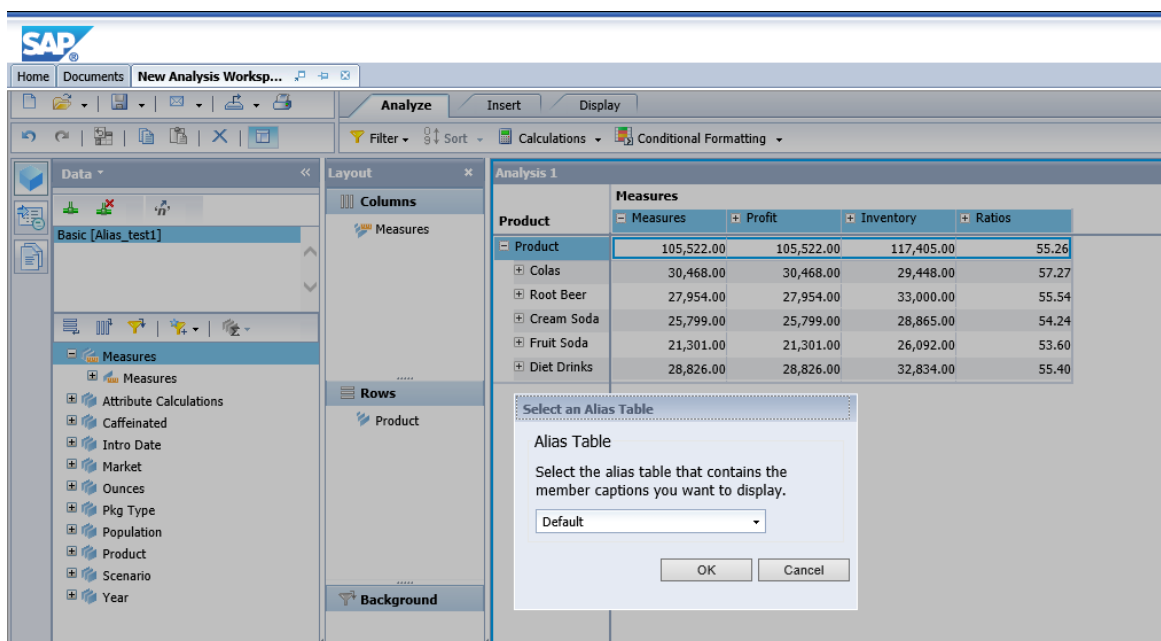 SAP
Home Documents New Analysis Worksp...
Analyze Insert Display
Filter Sort Calculations Conditional Formatting
Data
Basic [Alias_test1]
Measures
Measures
Attribute Calculations
Caffeinated
Intro Date
Market
Ounces
Pkg Type
Population
Product
Scenario
Year
Layout
Columns
Measures
Rows
Product
Background
Analysis 1
Measures
Product Measures Profit Inventory Ratios
Product 105,522.00 105,522.00 117,405.00 55.26
Colas 30,468.00 30,468.00 29,448.00 57.27
Root Beer 27,954.00 27,954.00 33,000.00 55.54
Cream Soda 25,799.00 25,799.00 28,865.00 54.24
Fruit Soda 21,301.00 21,301.00 26,092.00 53.60
Diet Drinks 28,826.00 28,826.00 32,834.00 55.40
Select an Alias Table
Alias Table
Select the alias table that contains the
member captions you want to display.
Default
OK Cancel